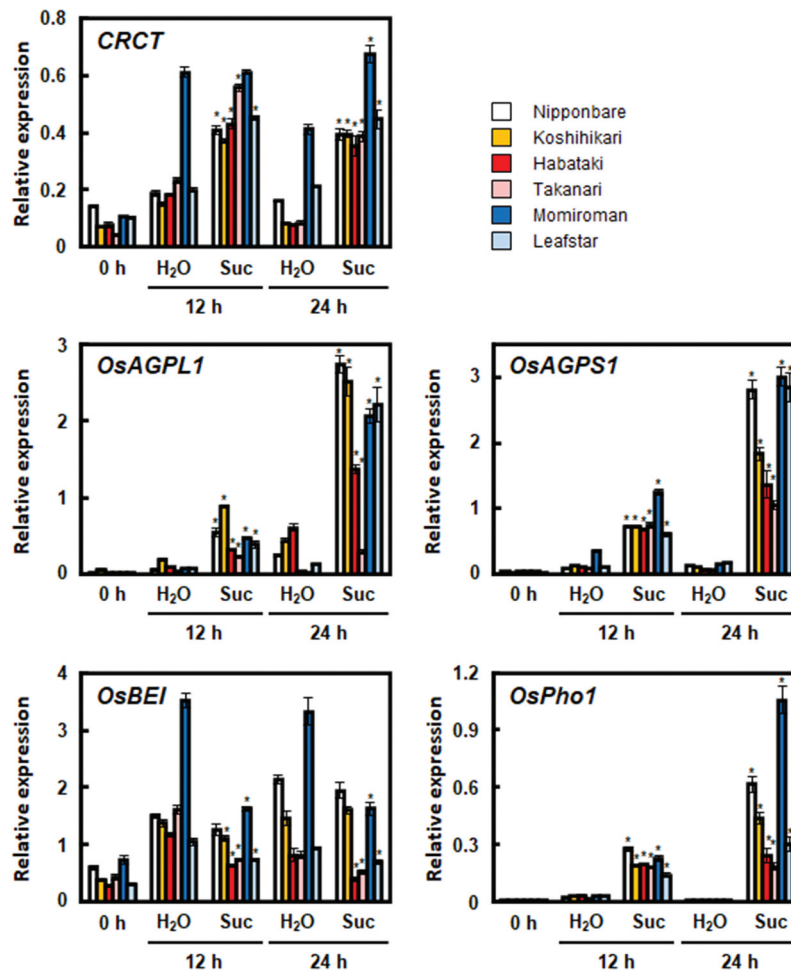 0.8
CRCT
0.6
0.4
0.2
0
Relative expression
0 h
H₂O
Suc
H₂O
Suc
12 h
24 h
Nipponbare
Koshihikari
Habataki
Takanari
Momiroman
Leafstar
3
OsAGPL1
2
1
0
Relative expression
0 h
H₂O
Suc
H₂O
Suc
12 h
24 h
OsAGPS1
3
2
1
0
Relative expression
0 h
H₂O
Suc
H₂O
Suc
12 h
24 h
4
OsBEI
3
2
1
0
Relative expression
0 h
H₂O
Suc
H₂O
Suc
12 h
24 h
1.2
OsPho1
0.9
0.6
0.3
0
Relative expression
0 h
H₂O
Suc
H₂O
Suc
12 h
24 h